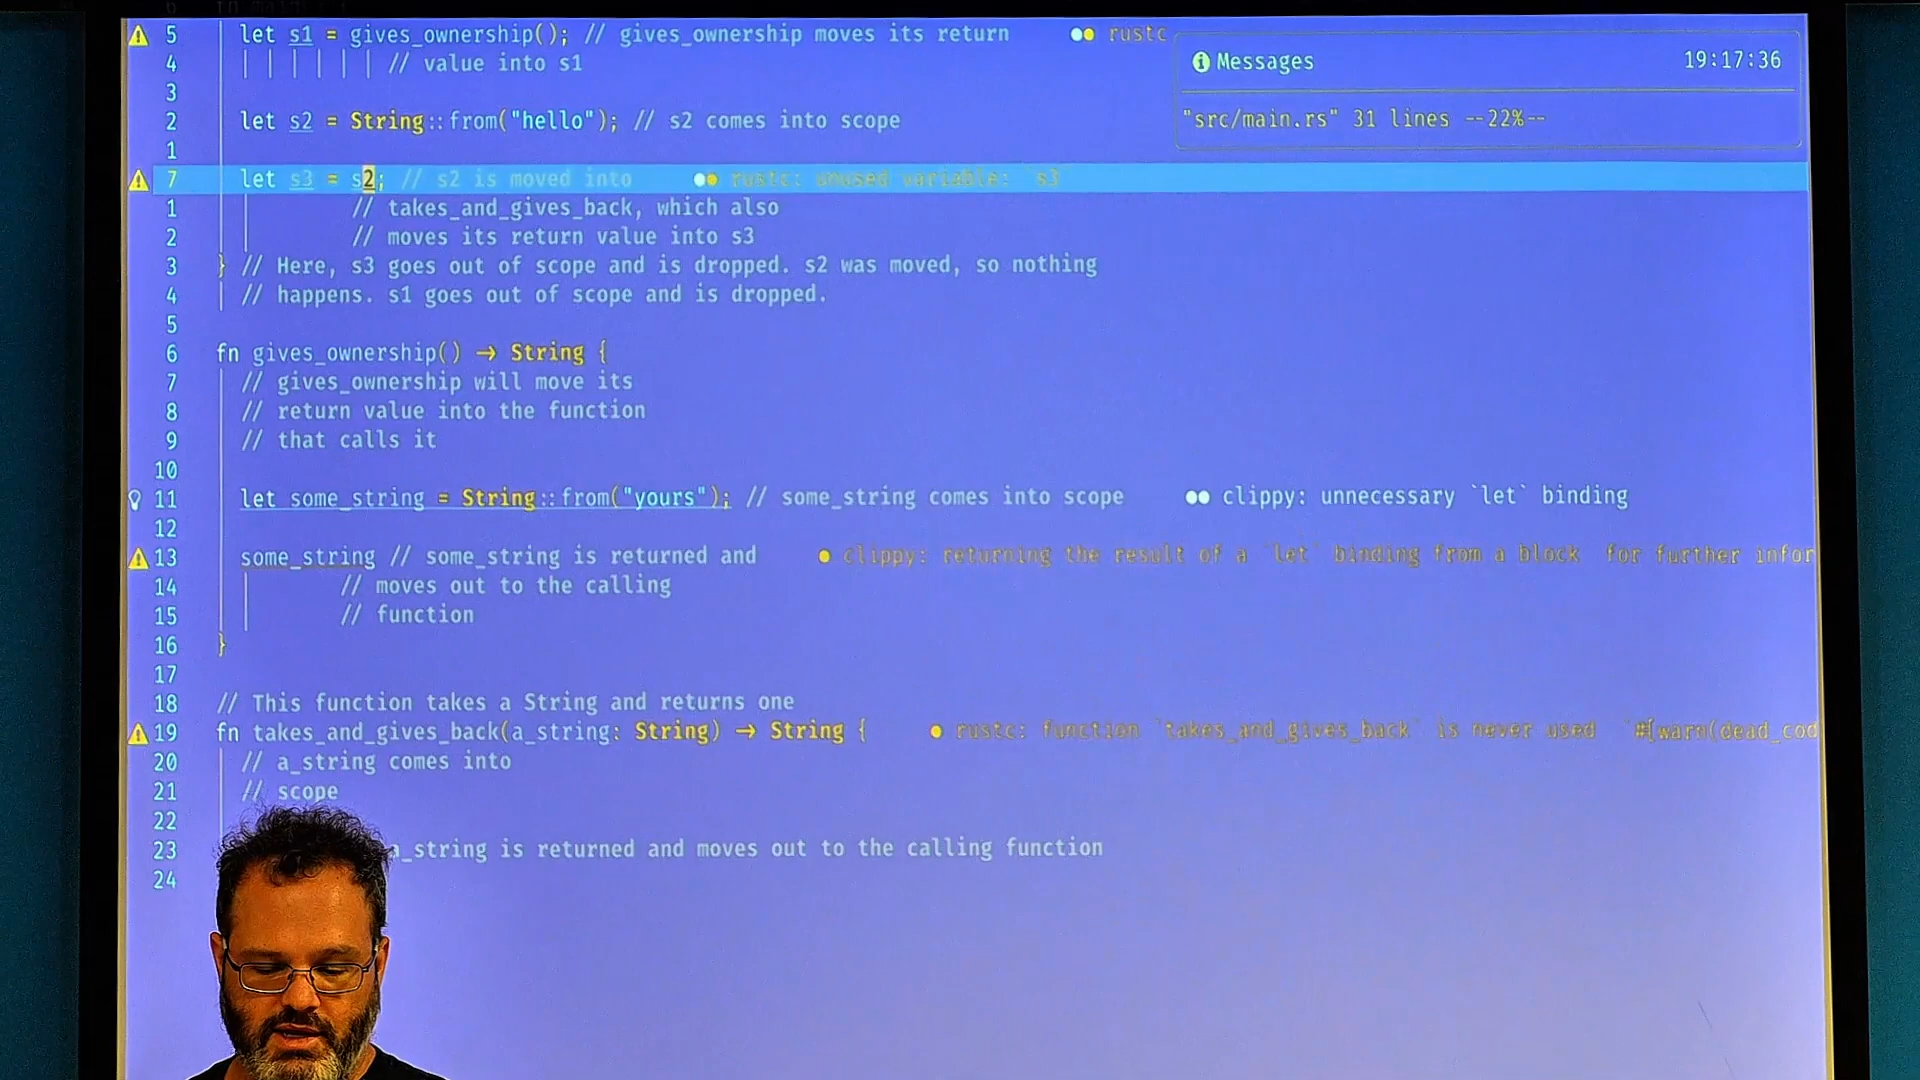 5 let s1 = gives_ownership(); // gives_ownership moves its return ●● rustc
4 // value into s1
3
2 let s2 = String::from("hello"); // s2 comes into scope
1
7 let s3 = s2; // s2 is moved into ●● rustc: unused variable: `s3`
1 // takes_and_gives_back, which also
2 // moves its return value into s3
3 } // Here, s3 goes out of scope and is dropped. s2 was moved, so nothing
4 // happens. s1 goes out of scope and is dropped.
5
6 fn gives_ownership() → String {
7 // gives_ownership will move its
8 // return value into the function
9 // that calls it
10
11 let some_string = String::from("yours"); // some_string comes into scope ●● clippy: unnecessary `let` binding
12
13 some_string // some_string is returned and ● clippy: returning the result of a `let` binding from a block for further infor
14 // moves out to the calling
15 // function
16 }
17
18 // This function takes a String and returns one
19 fn takes_and_gives_back(a_string: String) → String { ● rustc: function `takes_and_gives_back` is never used `#[warn(dead_cod
20 // a_string comes into
21 // scope
22
23 a_string is returned and moves out to the calling function
24
Messages 19:17:36
"src/main.rs" 31 lines --22%--